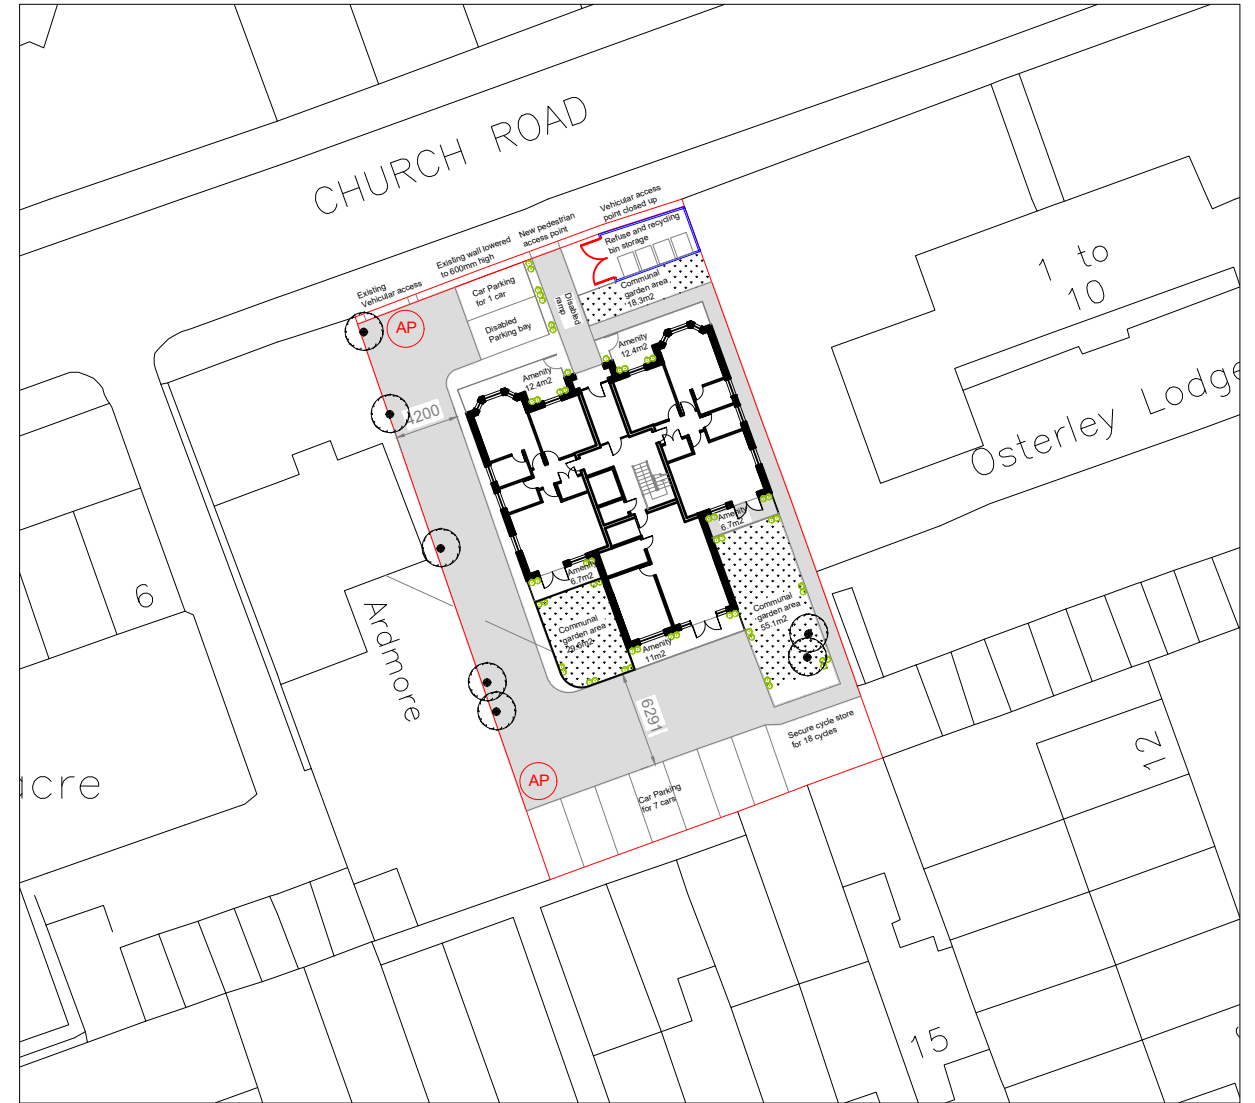 CHURCH ROAD
Vehicular access
point closed up
New pedestrian
access point
Existing wall lowered
to 600mm high
Existing
Vehicular access
Refuse and recycling
bin storage
Communal
garden area
18.3m2
Car Parking
for 1 car
Disabled
Parking bay
Disabled
ramp
AP
4200
Amenity
12.4m2
Amenity
12.4m2
1 to
10
Osterley Lodge
Amenity
6.7m2
Amenity
6.7m2
Communal
garden area
55.1m2
Communal
garden area
Amenity
11m2
6
Ardmore
6291
Secure cycle store
for 18 cycles
AP
Car Parking
for 7 cars
acre
12
15